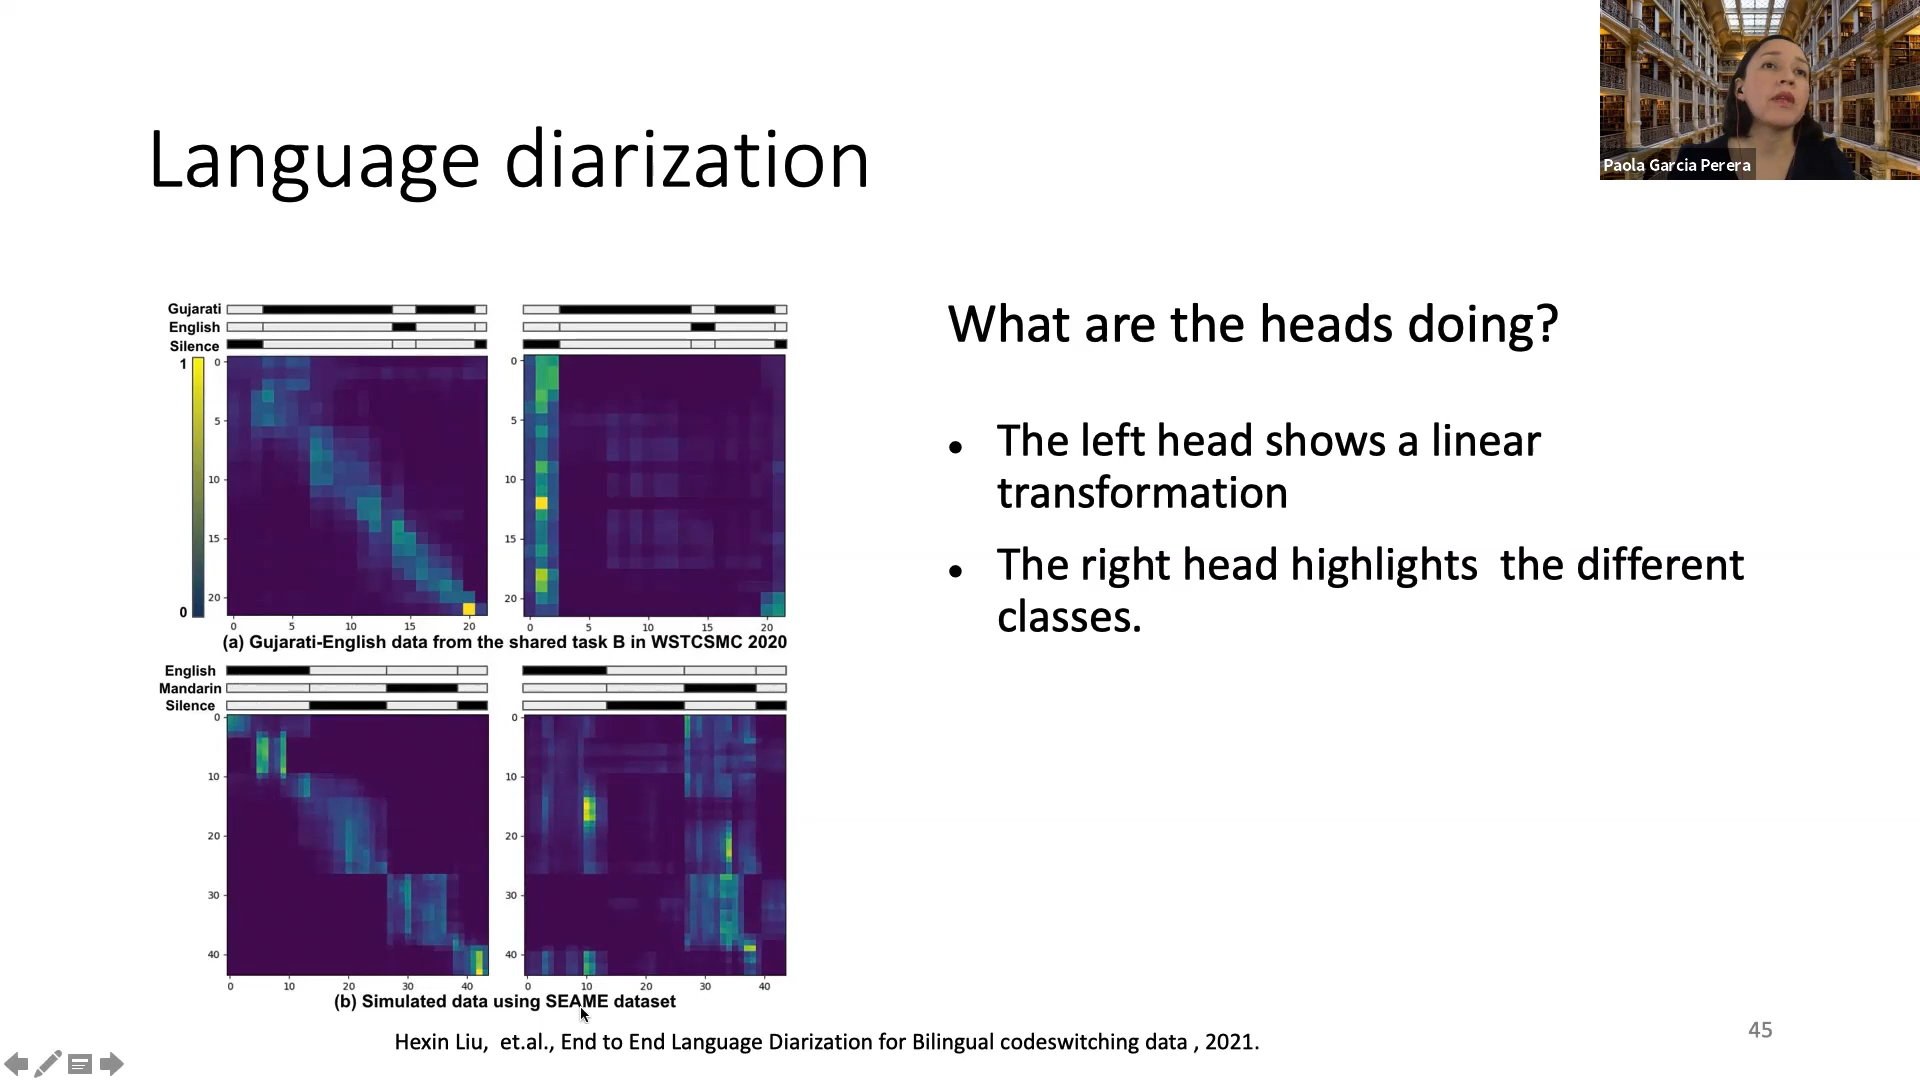 Paola Garcia Perera
Language diarization
Gujarati
English
Silence
1
0
0
5
10
15
20
0
5
10
15
20
0
5
10
15
20
0
5
10
15
20
(a) Gujarati-English data from the shared task B in WSTCSMC 2020
English
Mandarin
Silence
0
10
20
30
40
0
10
20
30
40
0
10
20
30
40
0
10
20
30
40
(b) Simulated data using SEAME dataset
What are the heads doing?
• The left head shows a linear
transformation
• The right head highlights  the different
classes.
Hexin Liu,  et.al., End to End Language Diarization for Bilingual codeswitching data , 2021.
45